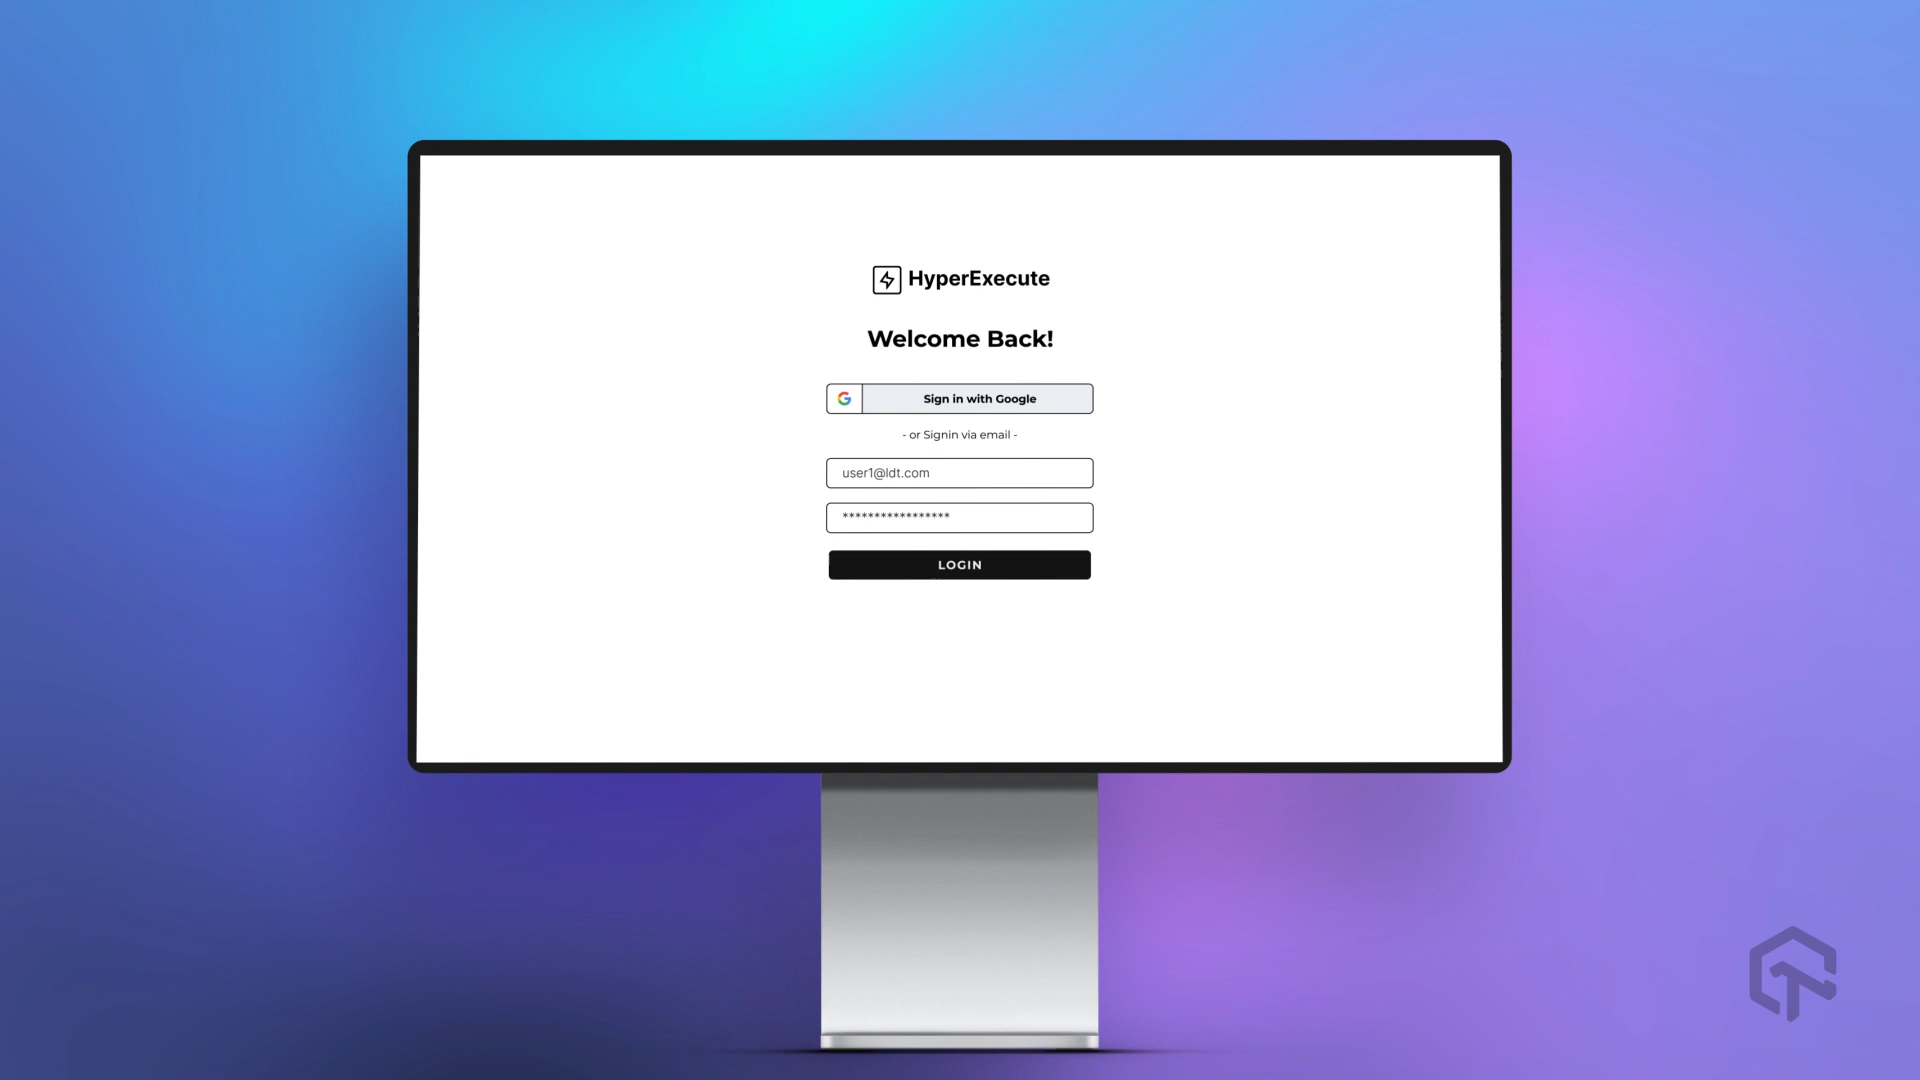 HyperExecute
Welcome Back!
Sign in with Google
- or Signin via email -
user1@ldt.com
*****************
LOGIN